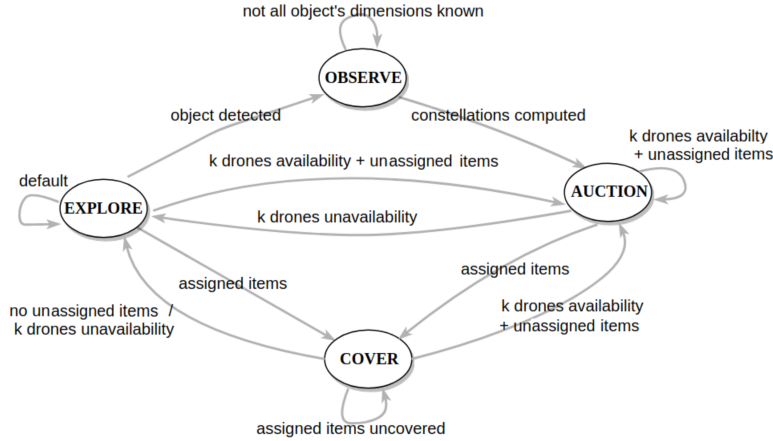 not all object's dimensions known
OBSERVE
object detected
constellations computed
k drones availabilty
+ unassigned items
k drones availability + unassigned items
default
EXPLORE
AUCTION
k drones unavailability
assigned items
assigned items
no unassigned items /
k drones unavailability
k drones availability
+ unassigned items
COVER
assigned items uncovered